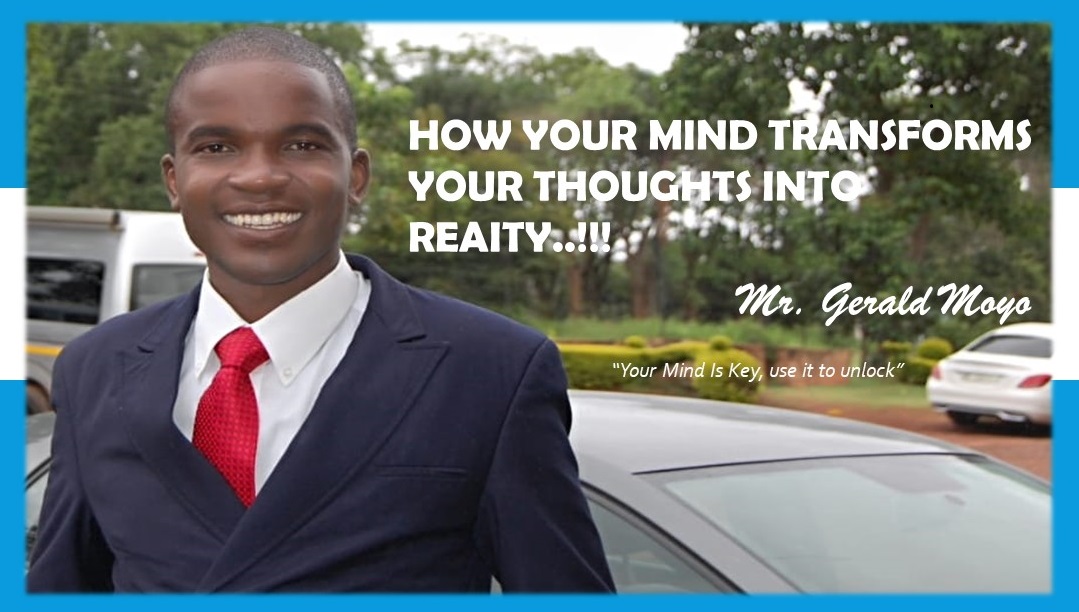 HOW YOUR MIND TRANSFORMS
YOUR THOUGHTS INTO
REAITY..!!!
Mr. Gerald Moyo
“Your Mind Is Key, use it to unlock”